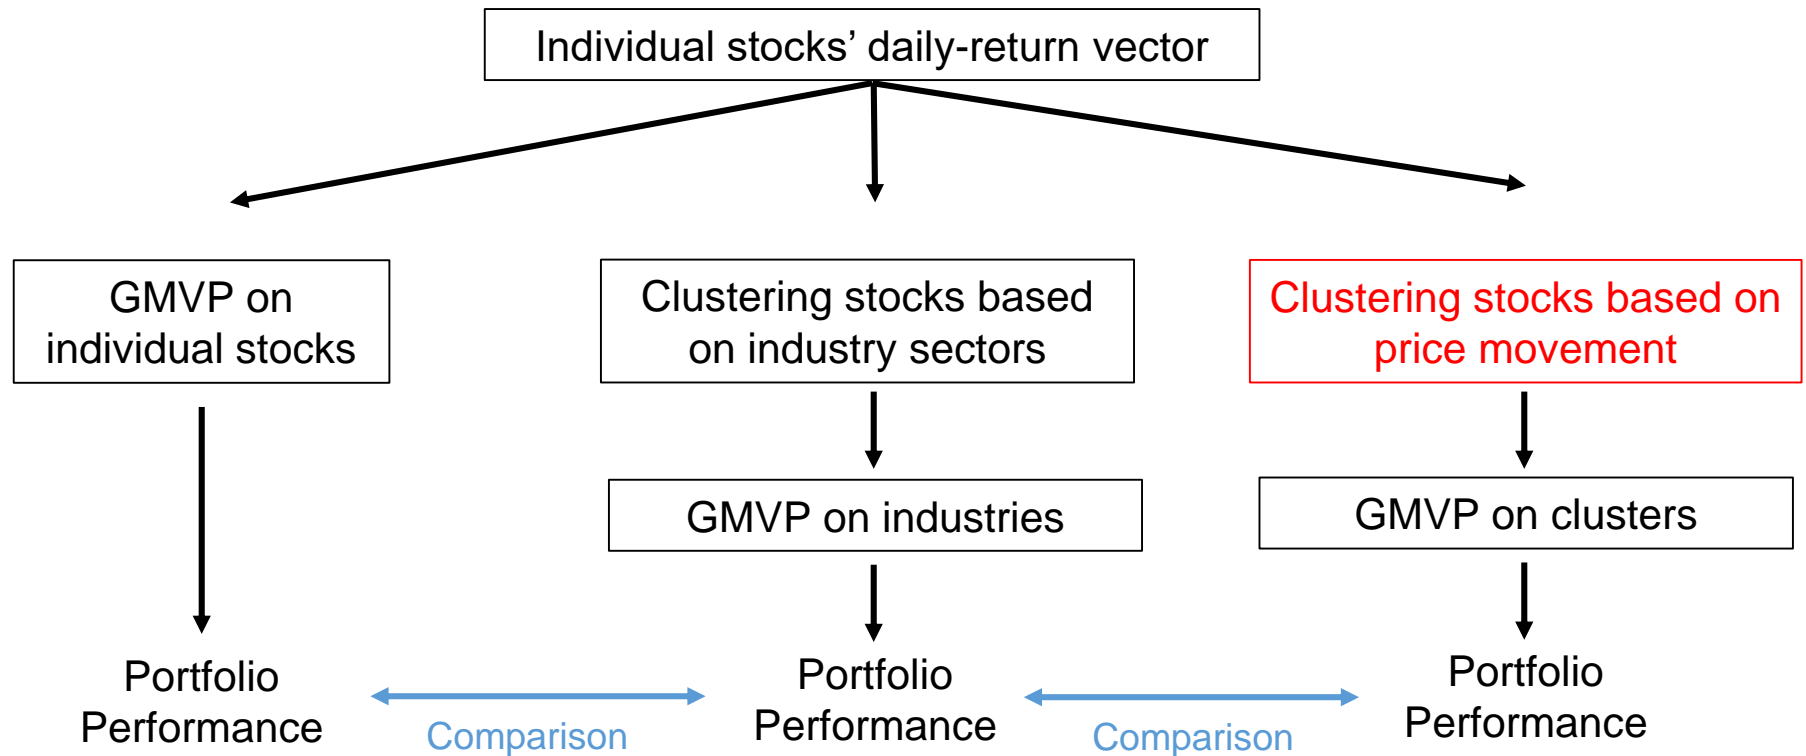 Individual stocks’ daily-return vector
GMVP on
individual stocks
Clustering stocks based
on industry sectors
Clustering stocks based on
price movement
GMVP on industries
GMVP on clusters
Portfolio
Performance
Comparison
Portfolio
Performance
Comparison
Portfolio
Performance